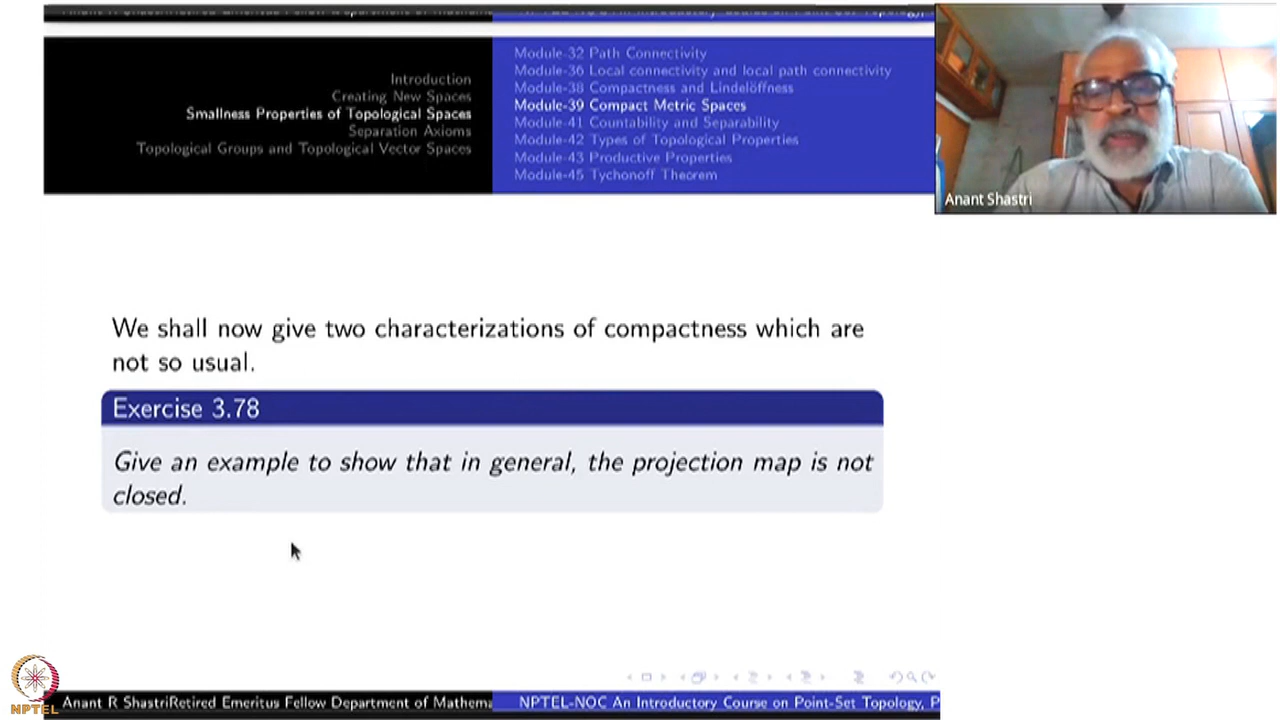 Introduction
Creating New Spaces
Smallness Properties of Topological Spaces
Separation Axioms
Topological Groups and Topological Vector Spaces
Module-32 Path Connectivity
Module-36 Local connectivity and local path connectivity
Module-38 Compactness and Lindelöffness
Module-39 Compact Metric Spaces
Module-41 Countability and Separability
Module-42 Types of Topological Properties
Module-43 Productive Properties
Module-45 Tychonoff Theorem
Anant Shastri
We shall now give two characterizations of compactness which are
not so usual.
Exercise 3.78
Give an example to show that in general, the projection map is not
closed.
NPTEL
Anant R ShastriRetired Emeritus Fellow Department of Mathema
NPTEL-NOC An Introductory Course on Point-Set Topology, P